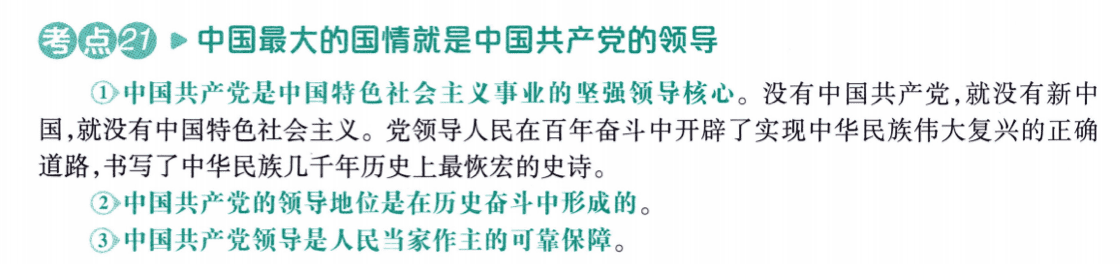 考点21 ▶ 中国最大的国情就是中国共产党的领导
①中国共产党是中国特色社会主义事业的坚强领导核心。没有中国共产党,就没有新中
国,就没有中国特色社会主义。党领导人民在百年奋斗中开辟了实现中华民族伟大复兴的正确
道路,书写了中华民族几千年历史上最恢宏的史诗。
②中国共产党的领导地位是在历史奋斗中形成的。
③中国共产党领导是人民当家作主的可靠保障。